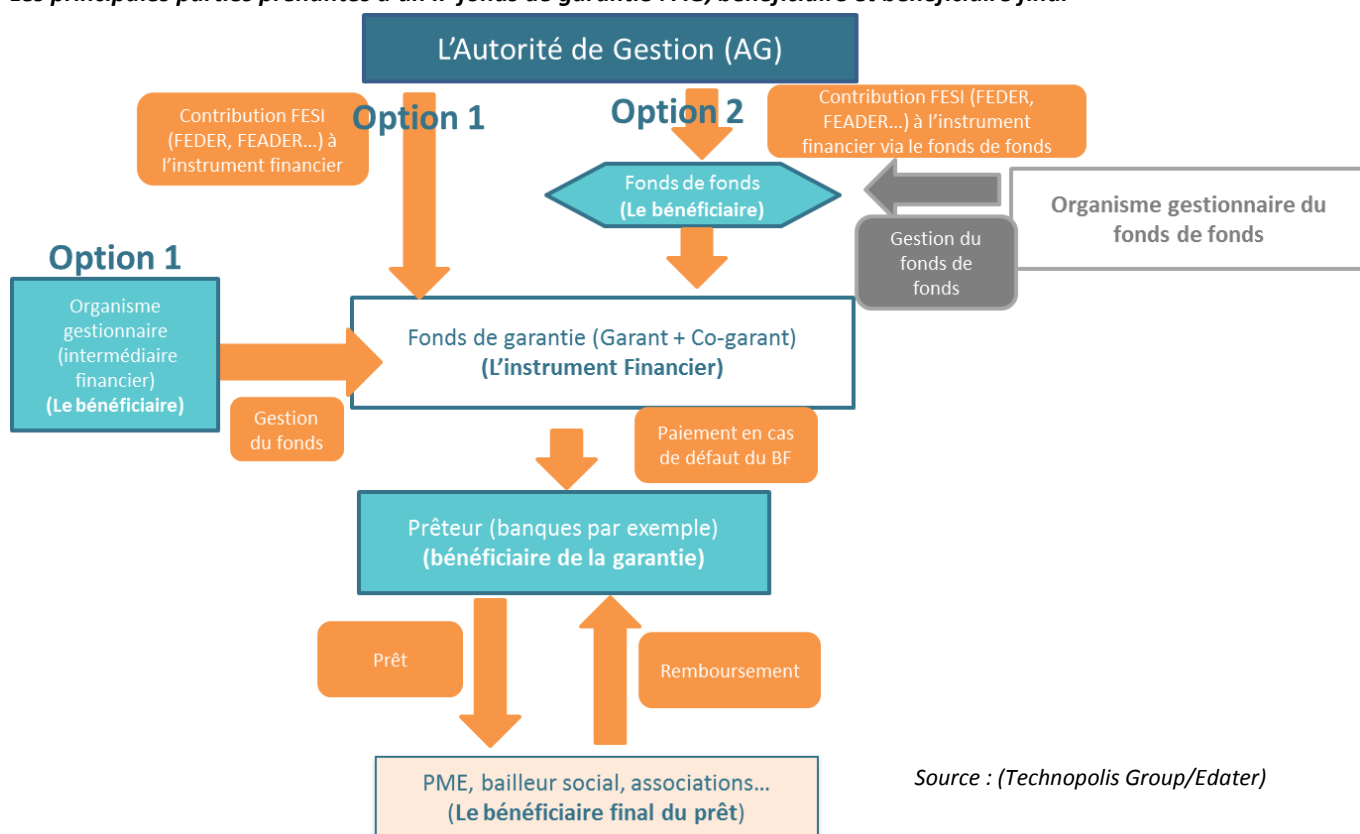 L'Autorité de Gestion (AG)
Contribution FESI
(FEDER, FEADER...) à
l'instrument financier
Option 1
Option 2
Contribution FESI (FEDER,
FEADER...) à l'instrument
financier via le fonds de fonds
Fonds de fonds
(Le bénéficiaire)
Organisme gestionnaire du
fonds de fonds
Gestion du
fonds de
fonds
Option 1
Organisme
gestionnaire
(intermédiaire
financier)
(Le bénéficiaire)
Gestion
du fonds
Fonds de garantie (Garant + Co-garant)
(L'instrument Financier)
Paiement en cas
de défaut du BF
Prêteur (banques par exemple)
(bénéficiaire de la garantie)
Prêt
Remboursement
PME, bailleur social, associations...
(Le bénéficiaire final du prêt)
Source : (Technopolis Group/Edater)